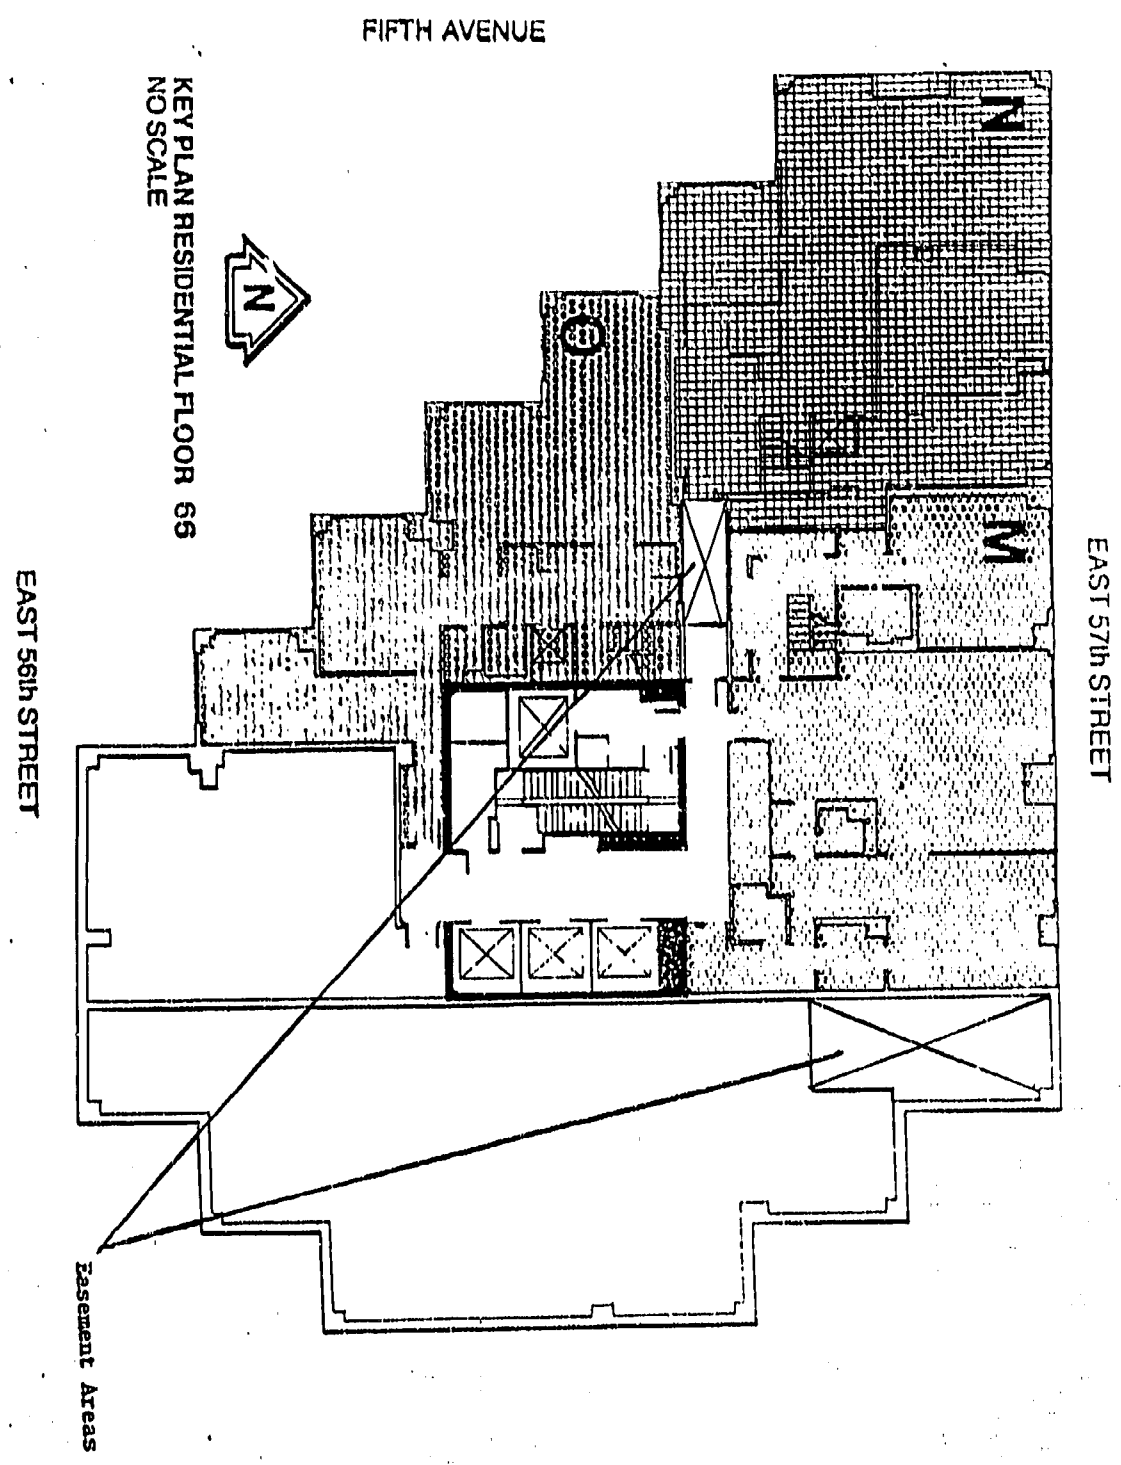 FIFTH AVENUE
KEY PLAN RESIDENTIAL FLOOR 66
NO SCALE
N
N
O
M
EAST 57th STREET
EAST 56th STREET
Easement Areas